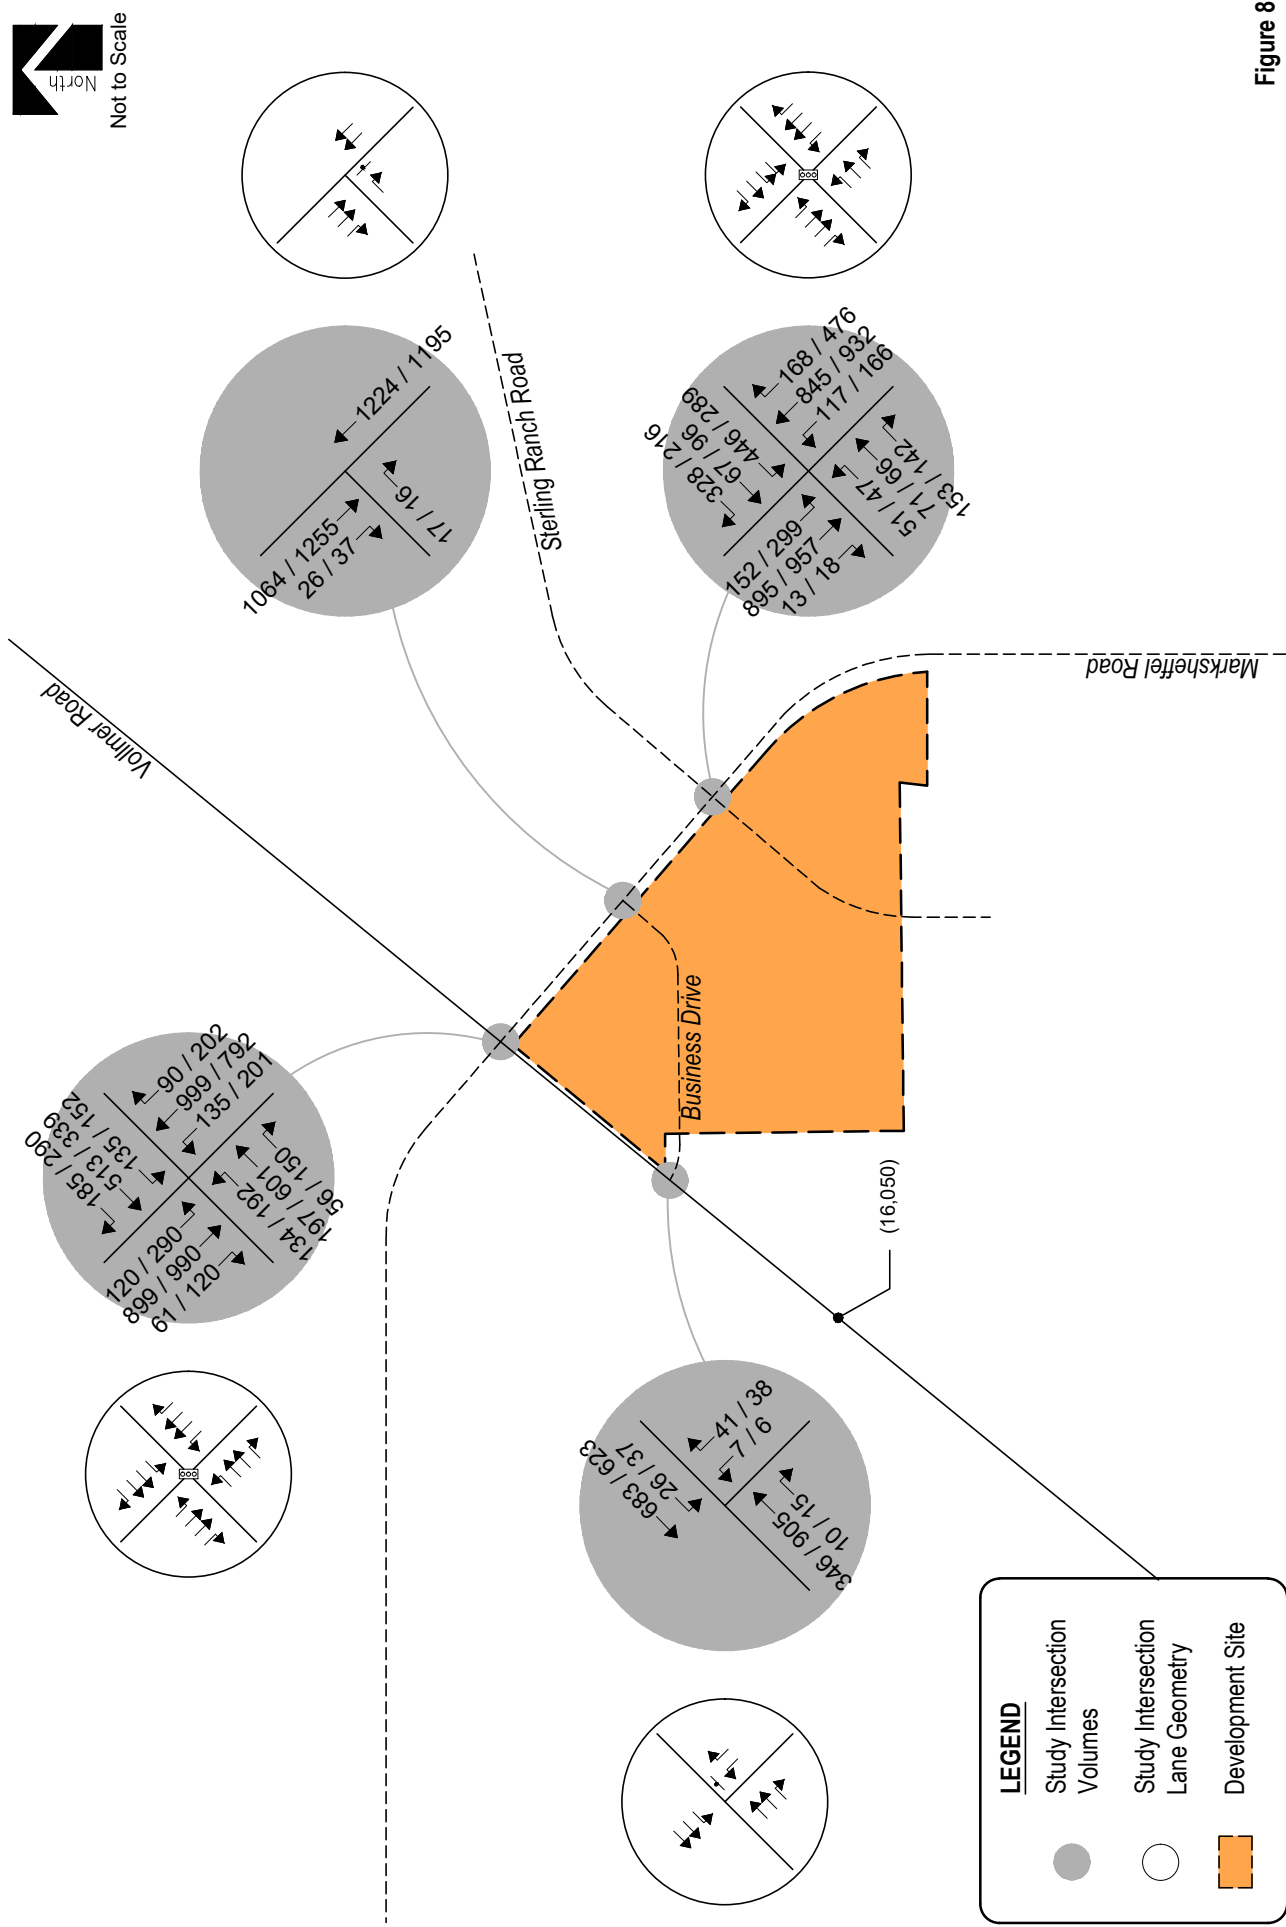 North
Not to Scale
Figure 8
Vollmer Road
Sterling Ranch Road
Marksheffel Road
Business Drive
(16,050)
1224 / 1195
1064 / 1255
26 / 37
17 / 16
168 / 476
845 / 932
117 / 166
446 / 289
67 / 96
328 / 216
152 / 299
895 / 957
13 / 18
51 / 47
71 / 66
153 / 142
90 / 202
999 / 792
135 / 201
135 / 152
513 / 339
185 / 290
120 / 290
899 / 990
61 / 120
134 / 192
197 / 601
56 / 150
41 / 38
7 / 6
26 / 37
683 / 623
346 / 905
10 / 15
LEGEND
Study Intersection
Volumes
Study Intersection
Lane Geometry
Development Site